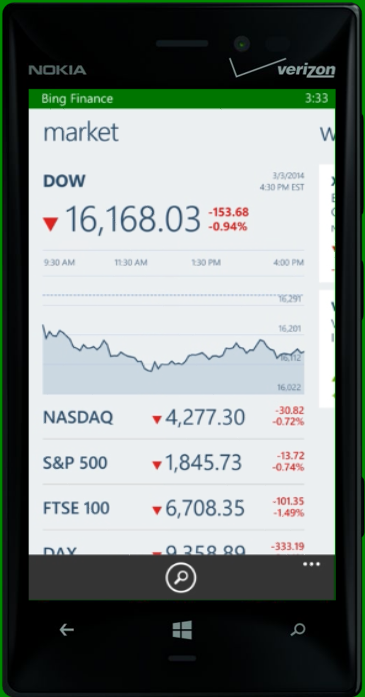 NOKIA
verizon
Bing Finance 3:33
market w
DOW 3/3/2014
4:30 PM EST
16,168.03 -153.68
-0.94%
9:30 AM 11:30 AM 1:30 PM 4:00 PM
16,291
16,201
16,112
16,022
NASDAQ 4,277.30 -30.82
-0.72%
S&P 500 1,845.73 -13.72
-0.74%
FTSE 100 6,708.35 -101.35
-1.49%
DAX 9,358.89 -333.19